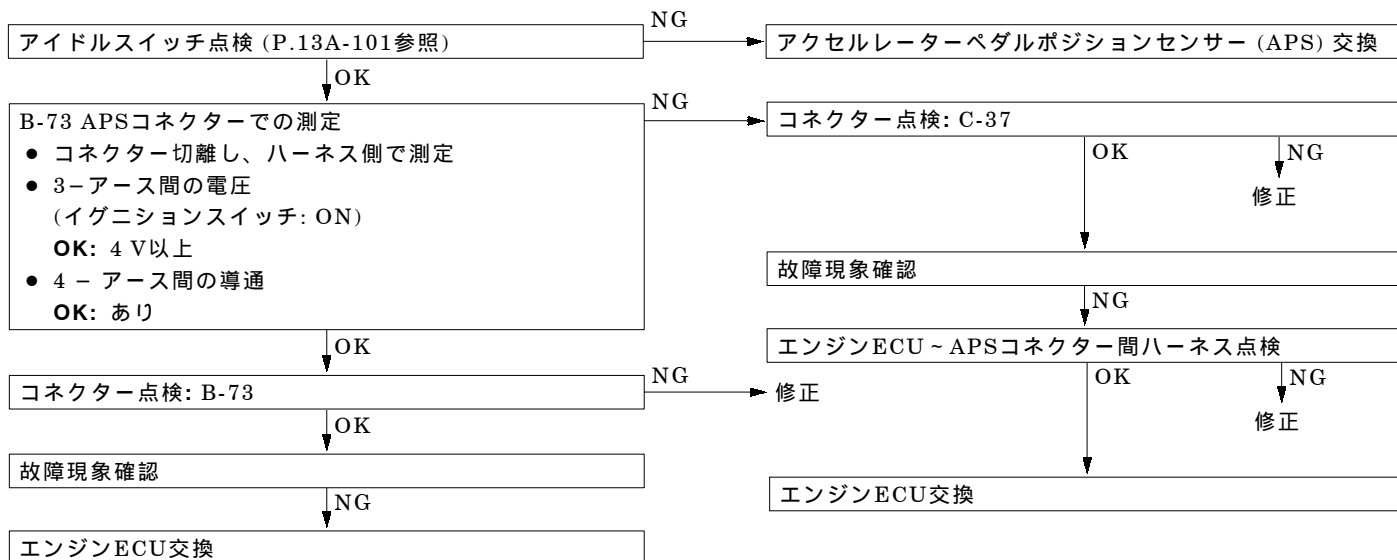 アイドルスイッチ点検 (P.13A-101参照)
NG
アクセルレーターペダルポジションセンサー (APS) 交換
OK
B-73 APSコネクターでの測定
● コネクター切離し、ハーネス側で測定
● 3−アース間の電圧
(イグニションスイッチ: ON)
OK: 4 V以上
● 4 − アース間の導通
OK: あり
NG
コネクター点検: C-37
OK
NG
修正
故障現象確認
NG
エンジンECU ~ APSコネクター間ハーネス点検
OK
NG
修正
エンジンECU交換
OK
コネクター点検: B-73
NG
修正
OK
故障現象確認
NG
エンジンECU交換